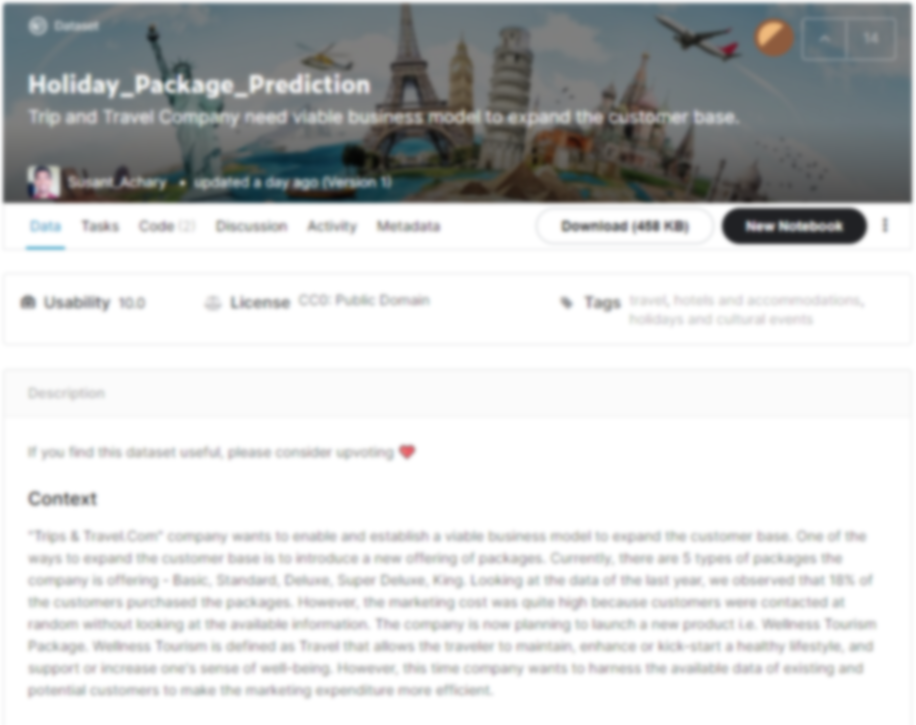 Dataset
14
Holiday_Package_Prediction
Trip and Travel Company need viable business model to expand the customer base.
Susant_Achary • updated a day ago (Version 1)
Data Tasks Code (2) Discussion Activity Metadata Download (458 KB) New Notebook
Usability 10.0 License CC0: Public Domain Tags travel, hotels and accommodations,
holidays and cultural events
Description
If you find this dataset useful, please consider upvoting ❤️
Context
"Trips & Travel.Com" company wants to enable and establish a viable business model to expand the customer base. One of the
ways to expand the customer base is to introduce a new offering of packages. Currently, there are 5 types of packages the
company is offering - Basic, Standard, Deluxe, Super Deluxe, King. Looking at the data of the last year, we observed that 18% of
the customers purchased the packages. However, the marketing cost was quite high because customers were contacted at
random without looking at the available information. The company is now planning to launch a new product i.e. Wellness Tourism
Package. Wellness Tourism is defined as Travel that allows the traveler to maintain, enhance or kick-start a healthy lifestyle, and
support or increase one's sense of well-being. However, this time company wants to harness the available data of existing and
potential customers to make the marketing expenditure more efficient.